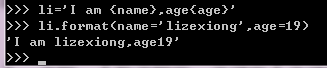 >>> li='I am {name},age{age}'
>>> li.format(name='lizexiong',age=19)
'I am lizexiong,age19'
>>>